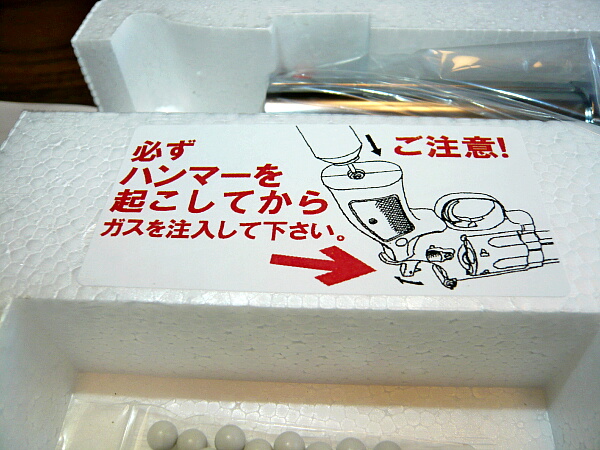 ご注意!
必ず
ハンマーを
起こしてから
ガスを注入して下さい。